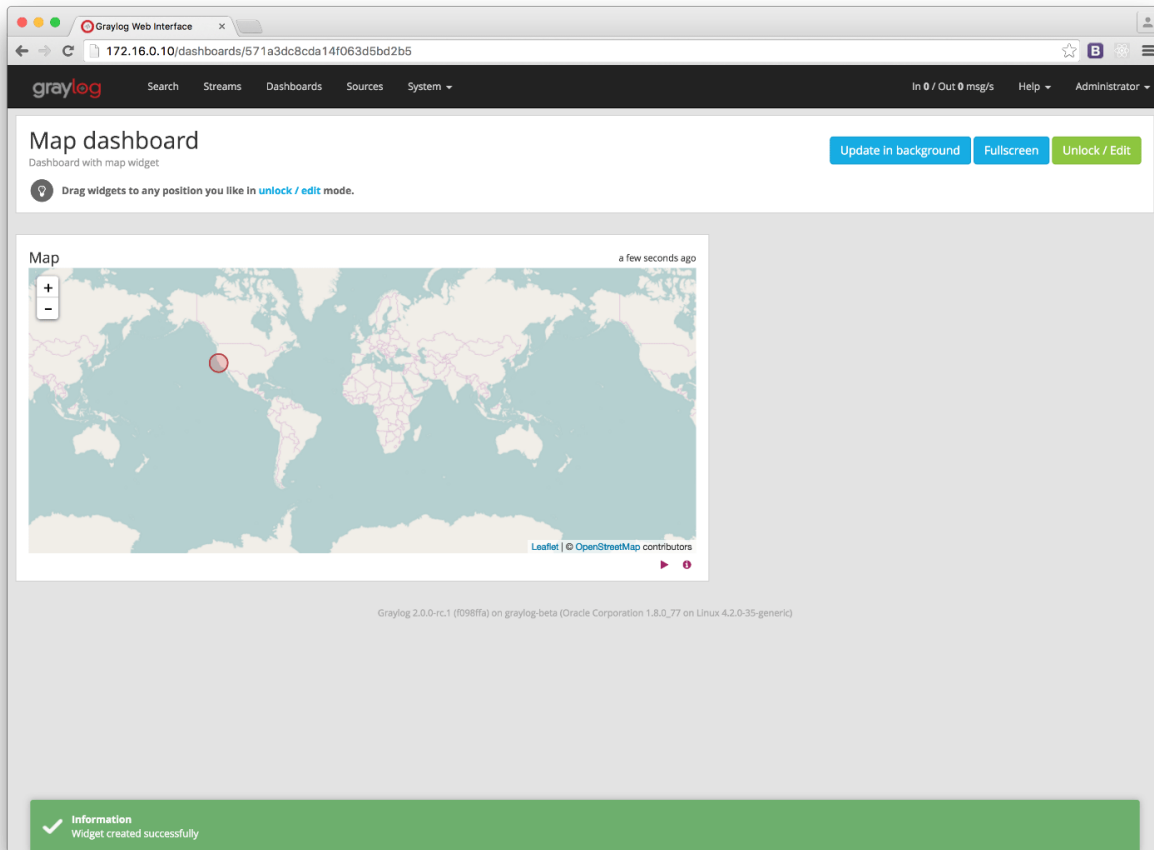 Graylog Web Interface
172.16.0.10/dashboards/571a3dc8cda14f063d5bd2b5
B
graylog Search Streams Dashboards Sources System In 0 / Out 0 msg/s Help Administrator
Map dashboard
Dashboard with map widget
Update in background Fullscreen Unlock / Edit
Drag widgets to any position you like in unlock / edit mode.
Map a few seconds ago
+
-
Leaflet | © OpenStreetMap contributors
Graylog 2.0.0-rc.1 (f098ffa) on graylog-beta (Oracle Corporation 1.8.0_77 on Linux 4.2.0-35-generic)
Information
Widget created successfully